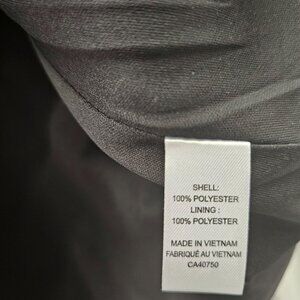 SHELL:
100% POLYESTER
LINING :
100% POLYESTER
MADE IN VIETNAM
FABRIQUÉ AU VIETNAM
CA40750